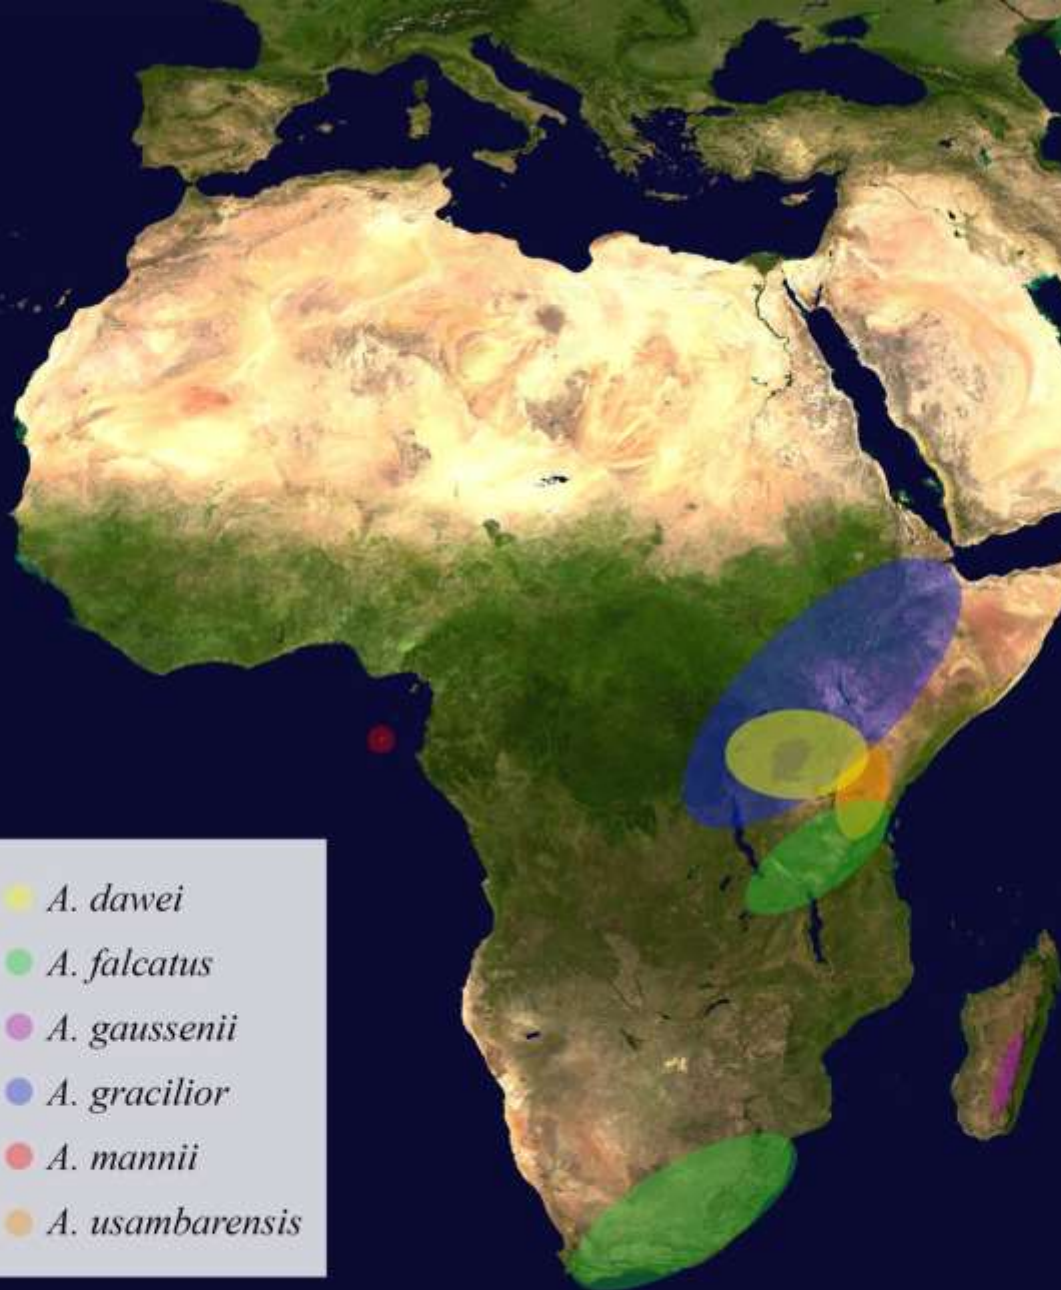 A. dawei
A. falcatus
A. gaussenii
A. gracilior
A. mannii
A. usambarensis